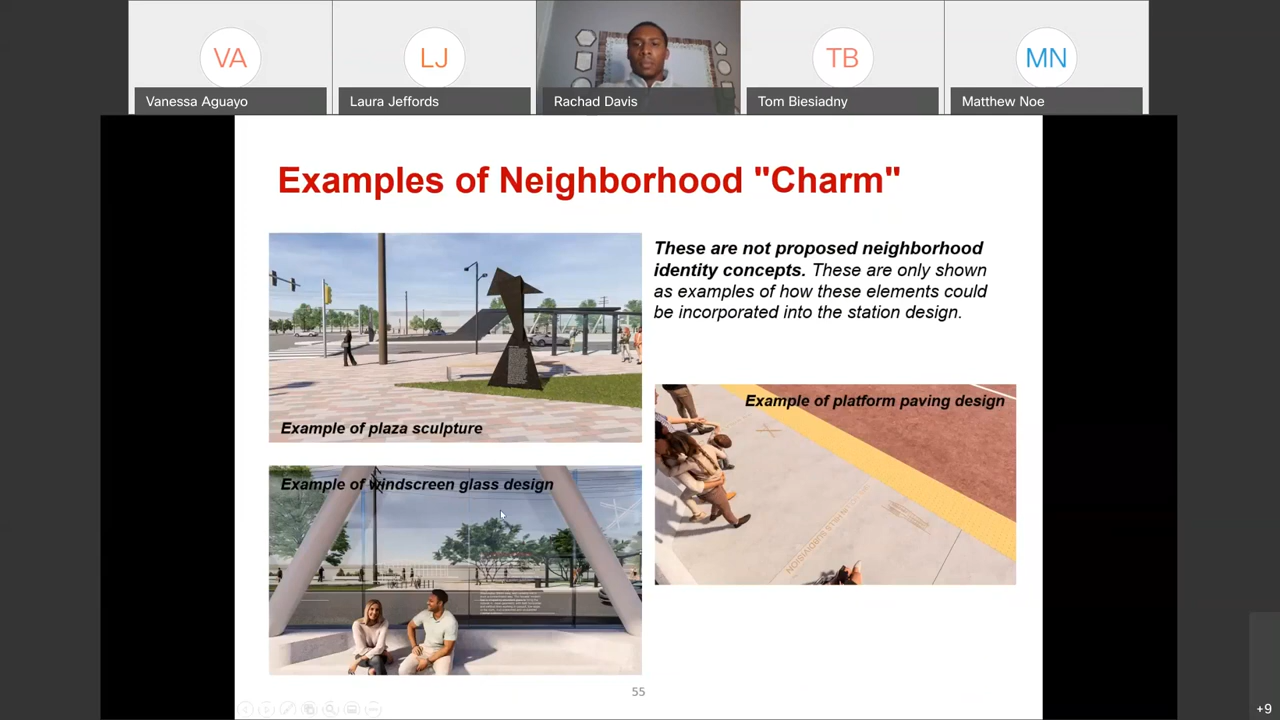 VA
LJ
TB
MN
Vanessa Aguayo
Laura Jeffords
Rachad Davis
Tom Biesiadny
Matthew Noe
Examples of Neighborhood "Charm"
These are not proposed neighborhood
identity concepts. These are only shown
as examples of how these elements could
be incorporated into the station design.
Example of plaza sculpture
Example of platform paving design
Example of windscreen glass design
55
+9